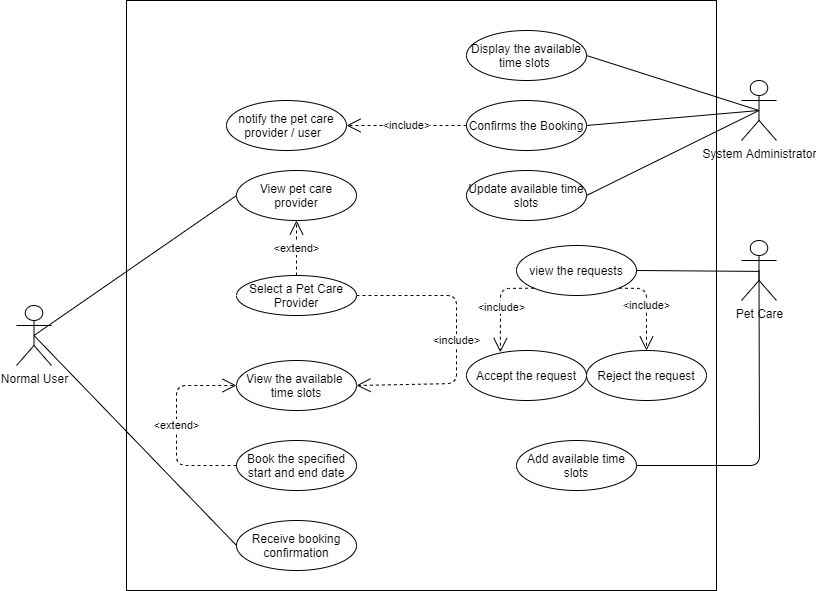 Display the available
time slots
notify the pet care
provider / user
<include>
Confirms the Booking
System Administrator
View pet care
provider
Update available time
slots
<extend>
view the requests
Select a Pet Care
Provider
<include>
<include>
Pet Care
<include>
Normal User
View the available
time slots
Accept the request
Reject the request
<extend>
Book the specified
start and end date
Add available time
slots
Receive booking
confirmation